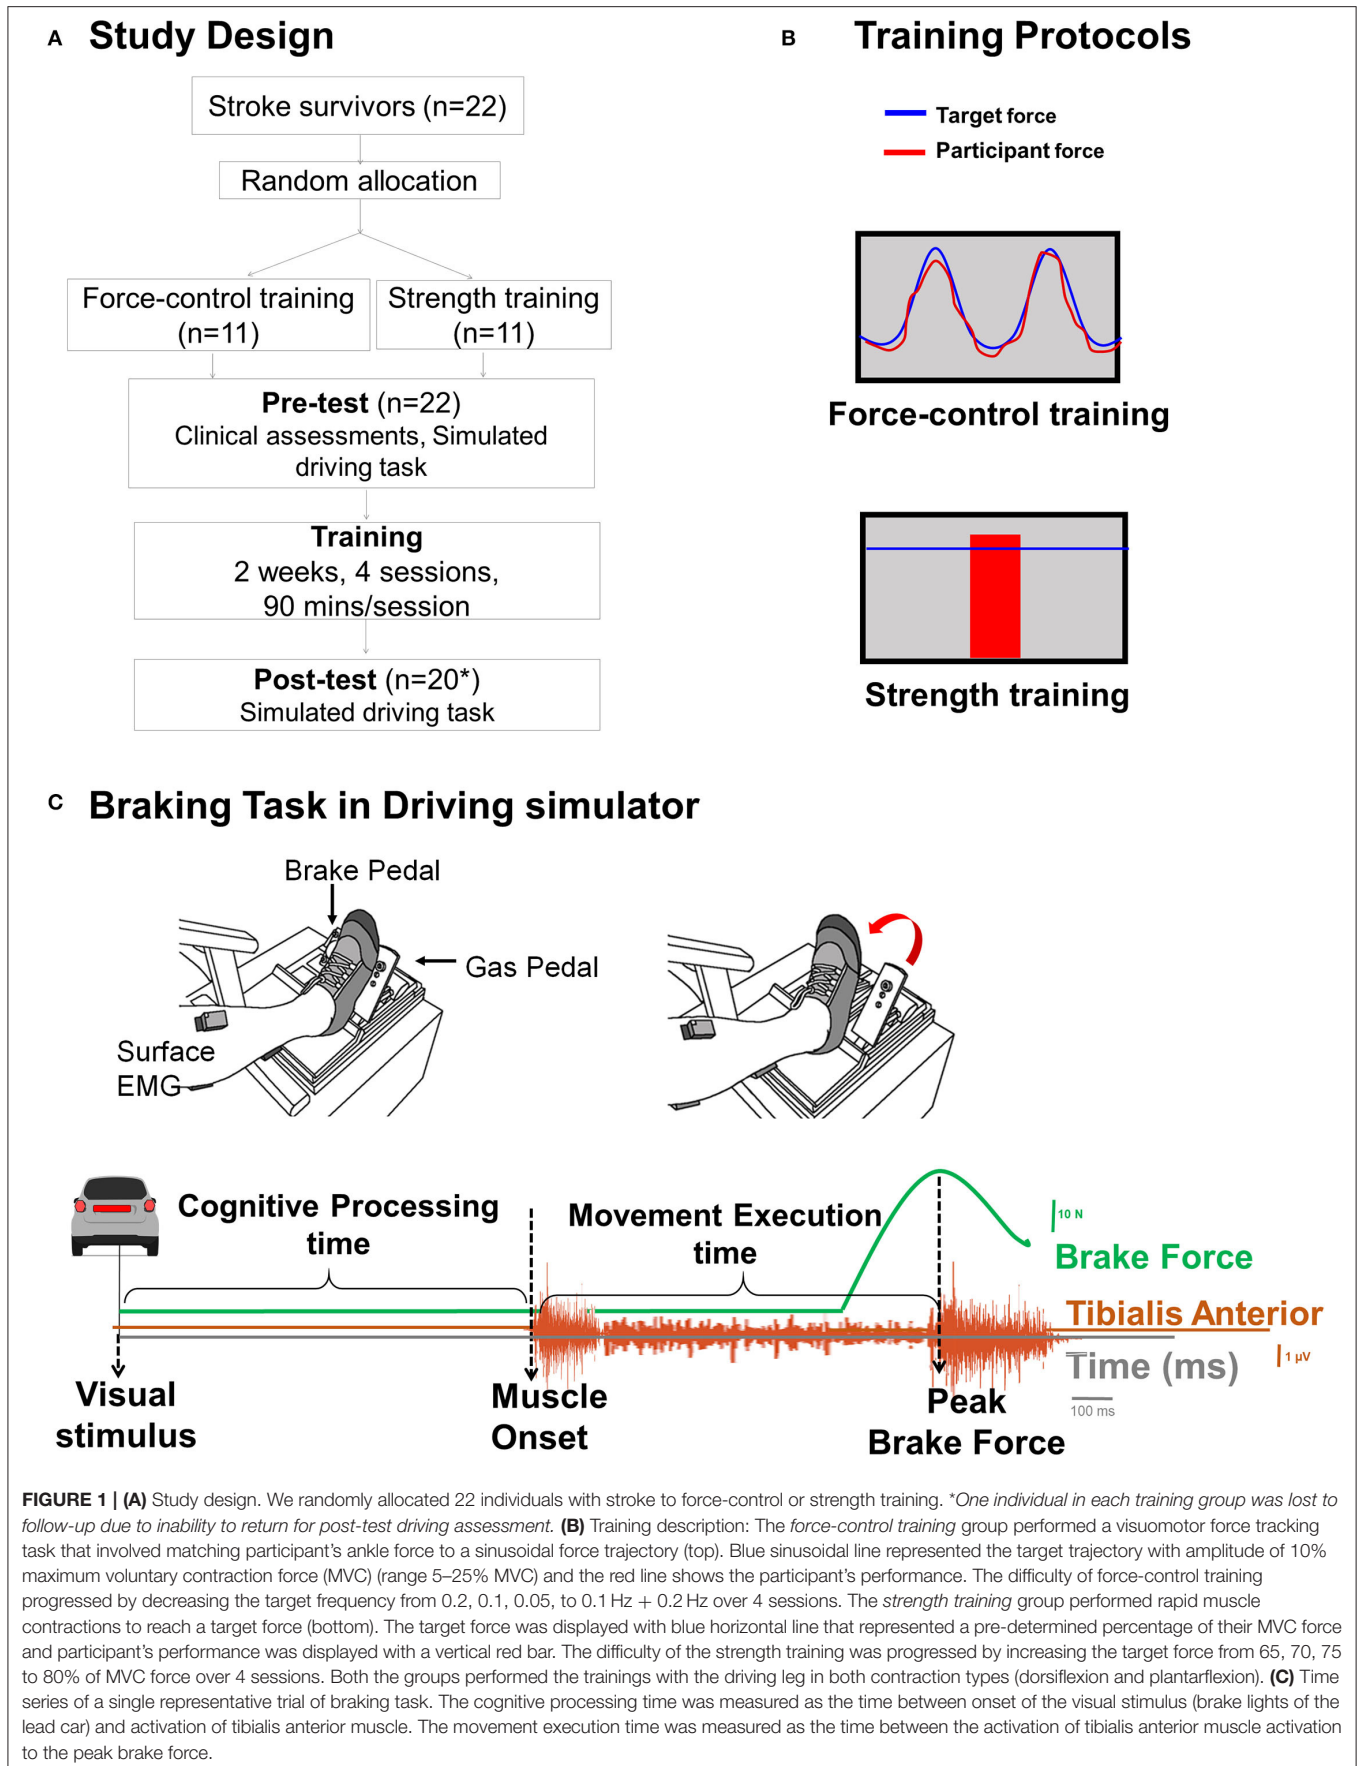 A Study Design
Stroke survivors (n=22)
Random allocation
Force-control training
(n=11)
Strength training
(n=11)
Pre-test (n=22)
Clinical assessments, Simulated
driving task
Training
2 weeks, 4 sessions,
90 mins/session
Post-test (n=20*)
Simulated driving task
B Training Protocols
Target force
Participant force
Force-control training
Strength training
C Braking Task in Driving simulator
Brake Pedal
Gas Pedal
Surface
EMG
Cognitive Processing
time
Movement Execution
time
10 N
Brake Force
Tibialis Anterior
1 µV
Time (ms)
100 ms
Visual
stimulus
Muscle
Onset
Peak
Brake Force
FIGURE 1 | (A) Study design. We randomly allocated 22 individuals with stroke to force-control or strength training. *One individual in each training group was lost to
follow-up due to inability to return for post-test driving assessment. (B) Training description: The force-control training group performed a visuomotor force tracking
task that involved matching participant's ankle force to a sinusoidal force trajectory (top). Blue sinusoidal line represented the target trajectory with amplitude of 10%
maximum voluntary contraction force (MVC) (range 5–25% MVC) and the red line shows the participant's performance. The difficulty of force-control training
progressed by decreasing the target frequency from 0.2, 0.1, 0.05, to 0.1 Hz + 0.2 Hz over 4 sessions. The strength training group performed rapid muscle
contractions to reach a target force (bottom). The target force was displayed with blue horizontal line that represented a pre-determined percentage of their MVC force
and participant's performance was displayed with a vertical red bar. The difficulty of the strength training was progressed by increasing the target force from 65, 70, 75
to 80% of MVC force over 4 sessions. Both the groups performed the trainings with the driving leg in both contraction types (dorsiflexion and plantarflexion). (C) Time
series of a single representative trial of braking task. The cognitive processing time was measured as the time between onset of the visual stimulus (brake lights of the
lead car) and activation of tibialis anterior muscle. The movement execution time was measured as the time between the activation of tibialis anterior muscle activation
to the peak brake force.